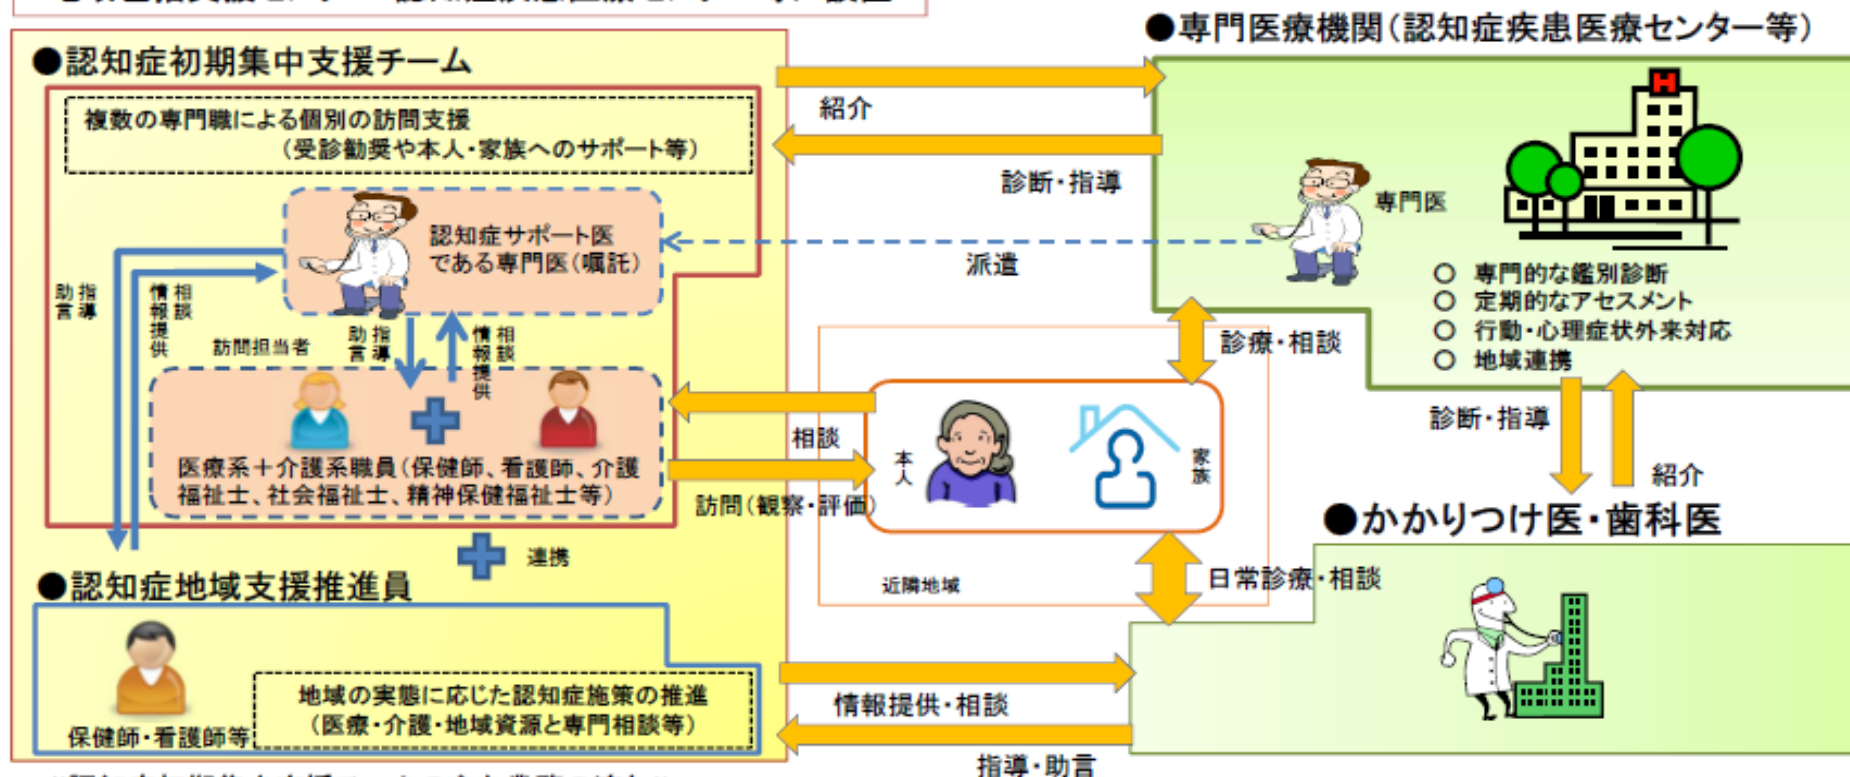 ●専門医療機関（認知症疾患医療センター等）
●認知症初期集中支援チーム
複数の専門職による個別の訪問支援
（受診勧奨や本人・家族へのサポート等）
紹介
診断・指導
専門医
認知症サポート医
である専門医（嘱託）
派遣
○ 専門的な鑑別診断
○ 定期的なアセスメント
○ 行動・心理症状外来対応
○ 地域連携
指導
助言
相談
情報提供
訪問担当者
指導
助言
相談
情報提供
診療・相談
診断・指導
紹介
相談
本人
家族
医療系＋介護系職員（保健師、看護師、介護
福祉士、社会福祉士、精神保健福祉士等）
訪問（観察・評価）
●かかりつけ医・歯科医
連携
近隣地域
日常診療・相談
●認知症地域支援推進員
地域の実態に応じた認知症施策の推進
（医療・介護・地域資源と専門相談等）
保健師・看護師等
情報提供・相談
指導・助言